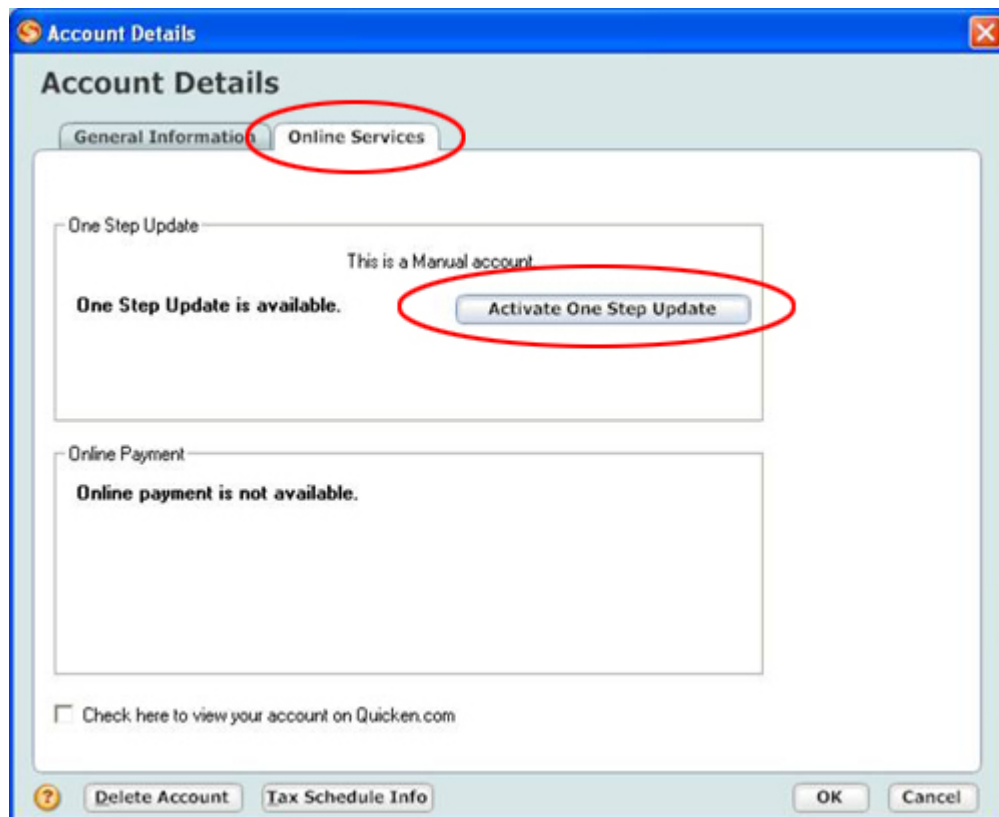 Account Details
Account Details
General Information
Online Services
One Step Update
This is a Manual account
One Step Update is available.
Activate One Step Update
Online Payment
Online payment is not available.
Check here to view your account on Quicken.com
?
Delete Account
Tax Schedule Info
OK
Cancel